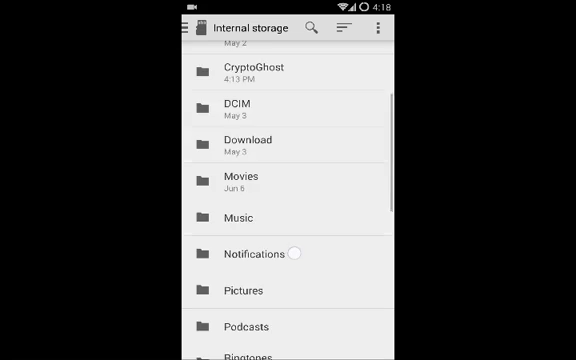 4:18
Internal storage
May 2
CryptoGhost
4:13 PM
DCIM
May 3
Download
May 3
Movies
Jun 6
Music
Notifications
Pictures
Podcasts
Ringtones